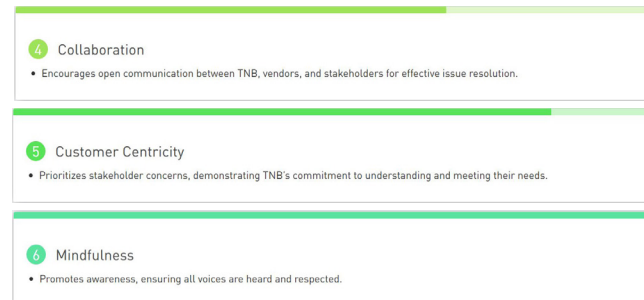 4 Collaboration
• Encourages open communication between TNB, vendors, and stakeholders for effective issue resolution.
5 Customer Centricity
• Prioritizes stakeholder concerns, demonstrating TNB's commitment to understanding and meeting their needs.
6 Mindfulness
• Promotes awareness, ensuring all voices are heard and respected.